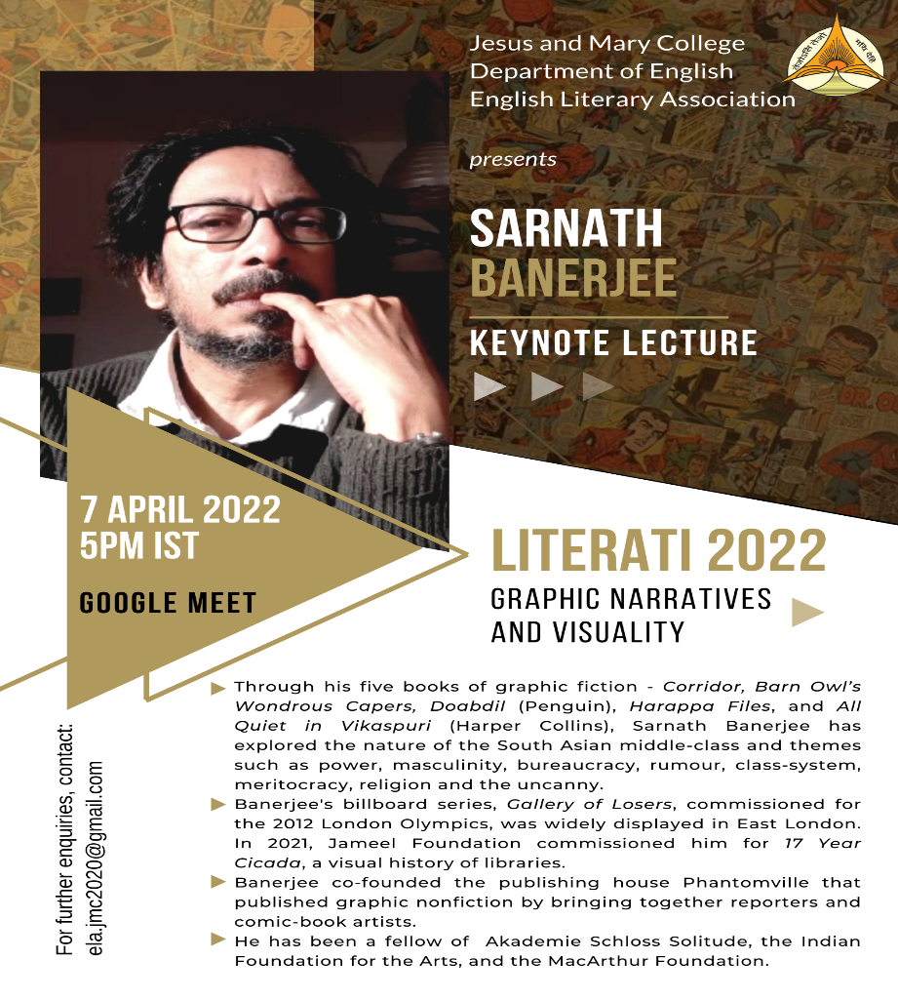 Jesus and Mary College
Department of English
English Literary Association
तेजोऽसि तेजो
मयि देहि
presents
SARNATH
BANERJEE
KEYNOTE LECTURE
DR. O
7 APRIL 2022
5PM IST
GOOGLE MEET
LITERATI 2022
GRAPHIC NARRATIVES
AND VISUALITY
Through his five books of graphic fiction - Corridor, Barn Owl's
Wondrous Capers, Doabdil (Penguin), Harappa Files, and All
Quiet in Vikaspuri (Harper Collins), Sarnath Banerjee has
explored the nature of the South Asian middle-class and themes
such as power, masculinity, bureaucracy, rumour, class-system,
meritocracy, religion and the uncanny.
Banerjee's billboard series, Gallery of Losers, commissioned for
the 2012 London Olympics, was widely displayed in East London.
In 2021, Jameel Foundation commissioned him for 17 Year
Cicada, a visual history of libraries.
Banerjee co-founded the publishing house Phantomville that
published graphic nonfiction by bringing together reporters and
comic-book artists.
He has been a fellow of Akademie Schloss Solitude, the Indian
Foundation for the Arts, and the MacArthur Foundation.
For further enquiries, contact:
ela.jmc2020@gmail.com